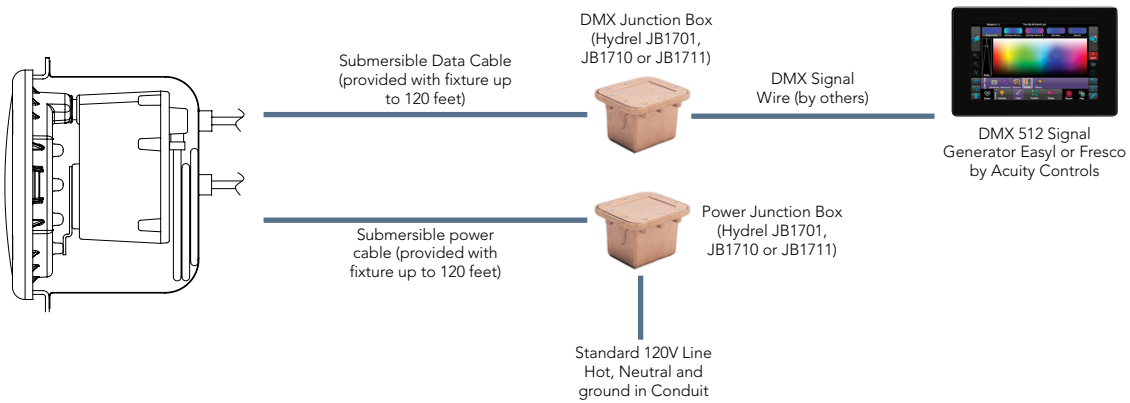 Submersible Data Cable
(provided with fixture up
to 120 feet)
DMX Junction Box
(Hydrel JB1701,
JB1710 or JB1711)
DMX Signal
Wire (by others)
DMX 512 Signal
Generator Easyl or Fresco
by Acuity Controls
Submersible power
cable (provided with
fixture up to 120 feet)
Power Junction Box
(Hydrel JB1701,
JB1710 or JB1711)
Standard 120V Line
Hot, Neutral and
ground in Conduit